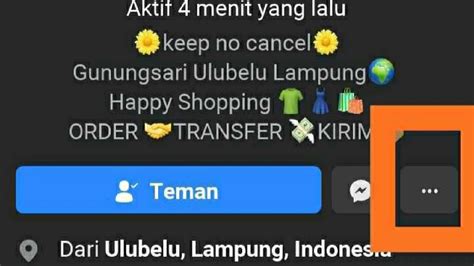 Aktif 4 menit yang lalu
🌼keep no cancel🌼
Gunungsari Ulubelu Lampung🌍
Happy Shopping 👕👗🛍️
ORDER 🤝TRANSFER 💸KIRIM
Teman
Dari Ulubelu, Lampung, Indonesia